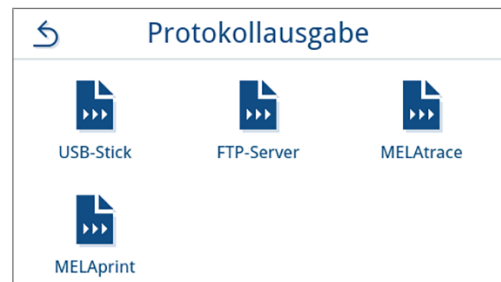 Protokollausgabe
USB-Stick
FTP-Server
MELAtrace
MELAprint